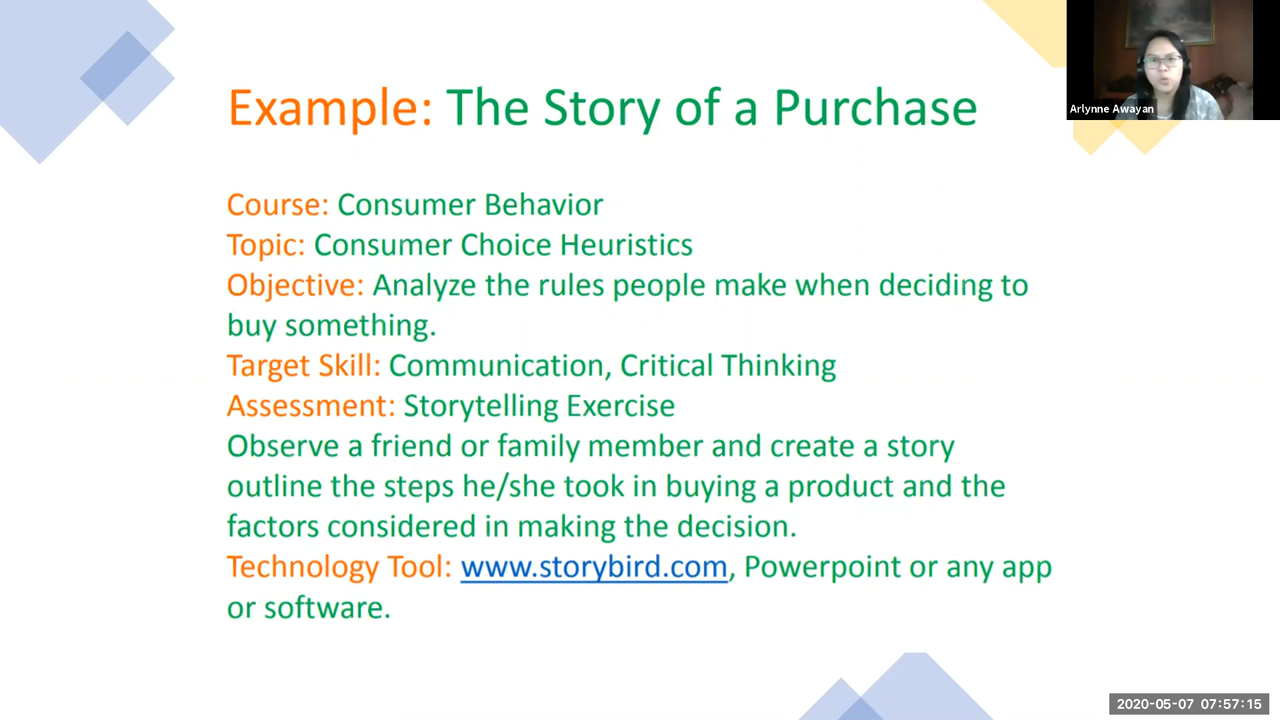 Example: The Story of a Purchase
Arlynne Awayan
Course: Consumer Behavior
Topic: Consumer Choice Heuristics
Objective: Analyze the rules people make when deciding to
buy something.
Target Skill: Communication, Critical Thinking
Assessment: Storytelling Exercise
Observe a friend or family member and create a story
outline the steps he/she took in buying a product and the
factors considered in making the decision.
Technology Tool: www.storybird.com, Powerpoint or any app
or software.
2020-05-07 07:57:15